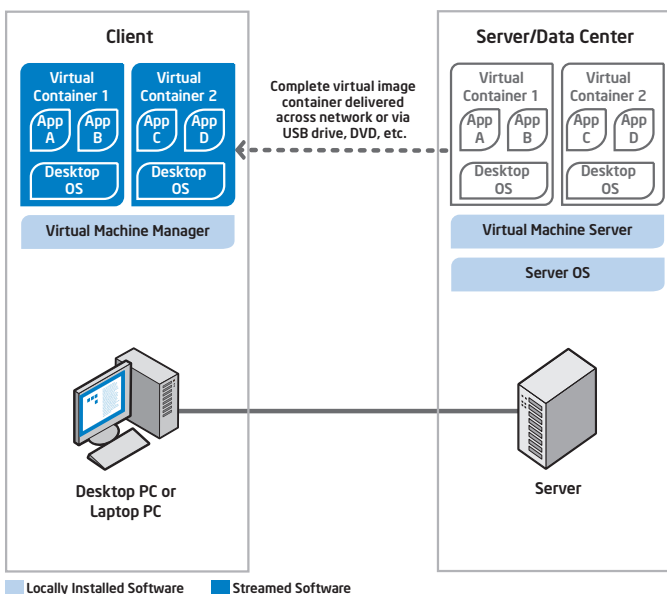 Client
Virtual
Container 1
App
A
App
B
Desktop
OS
Virtual
Container 2
App
C
App
D
Desktop
OS
Virtual Machine Manager
Complete virtual image
container delivered
across network or via
USB drive, DVD, etc.
Server/Data Center
Virtual
Container 1
App
A
App
B
Desktop
OS
Virtual
Container 2
App
C
App
D
Desktop
OS
Virtual Machine Server
Server OS
Desktop PC or
Laptop PC
Server
Locally Installed Software
Streamed Software